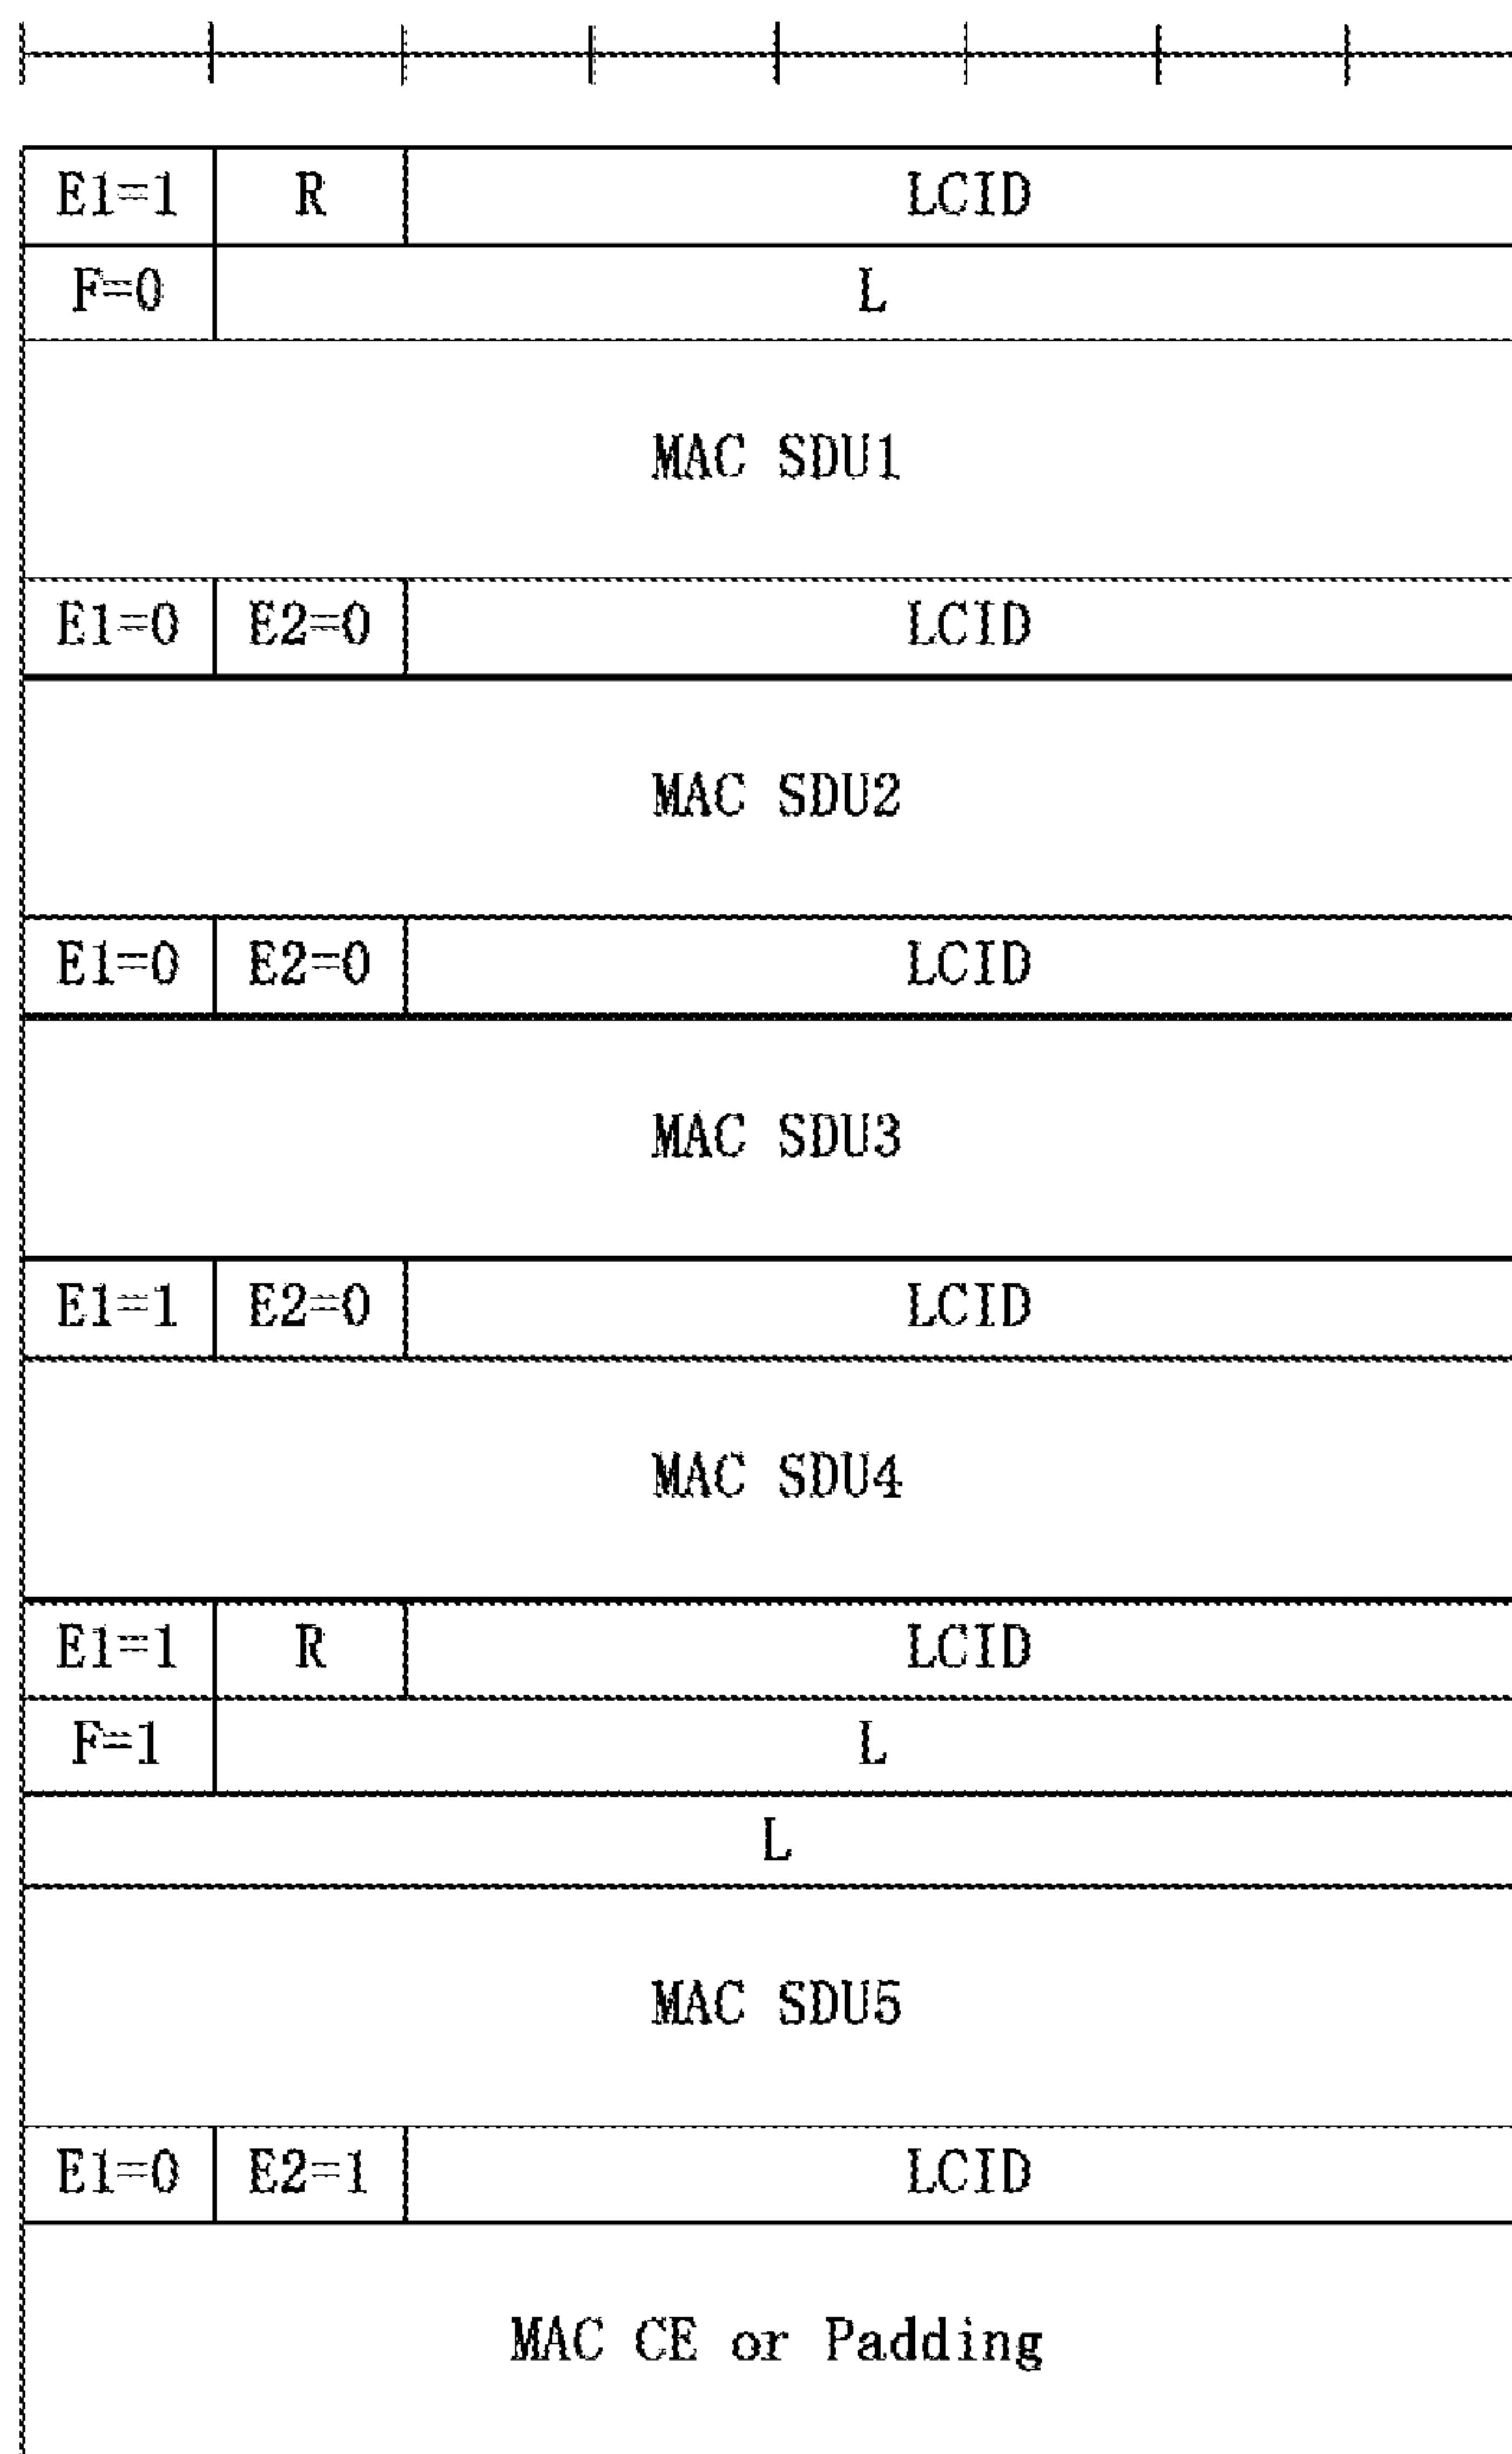 E1=1 R LCID
F=0 L
MAC SDU1
E1=0 E2=0 LCID
MAC SDU2
E1=0 E2=0 LCID
MAC SDU3
E1=1 E2=0 LCID
MAC SDU4
E1=1 R LCID
F=1 L
L
MAC SDU5
E1=0 E2=1 LCID
MAC CE or Padding